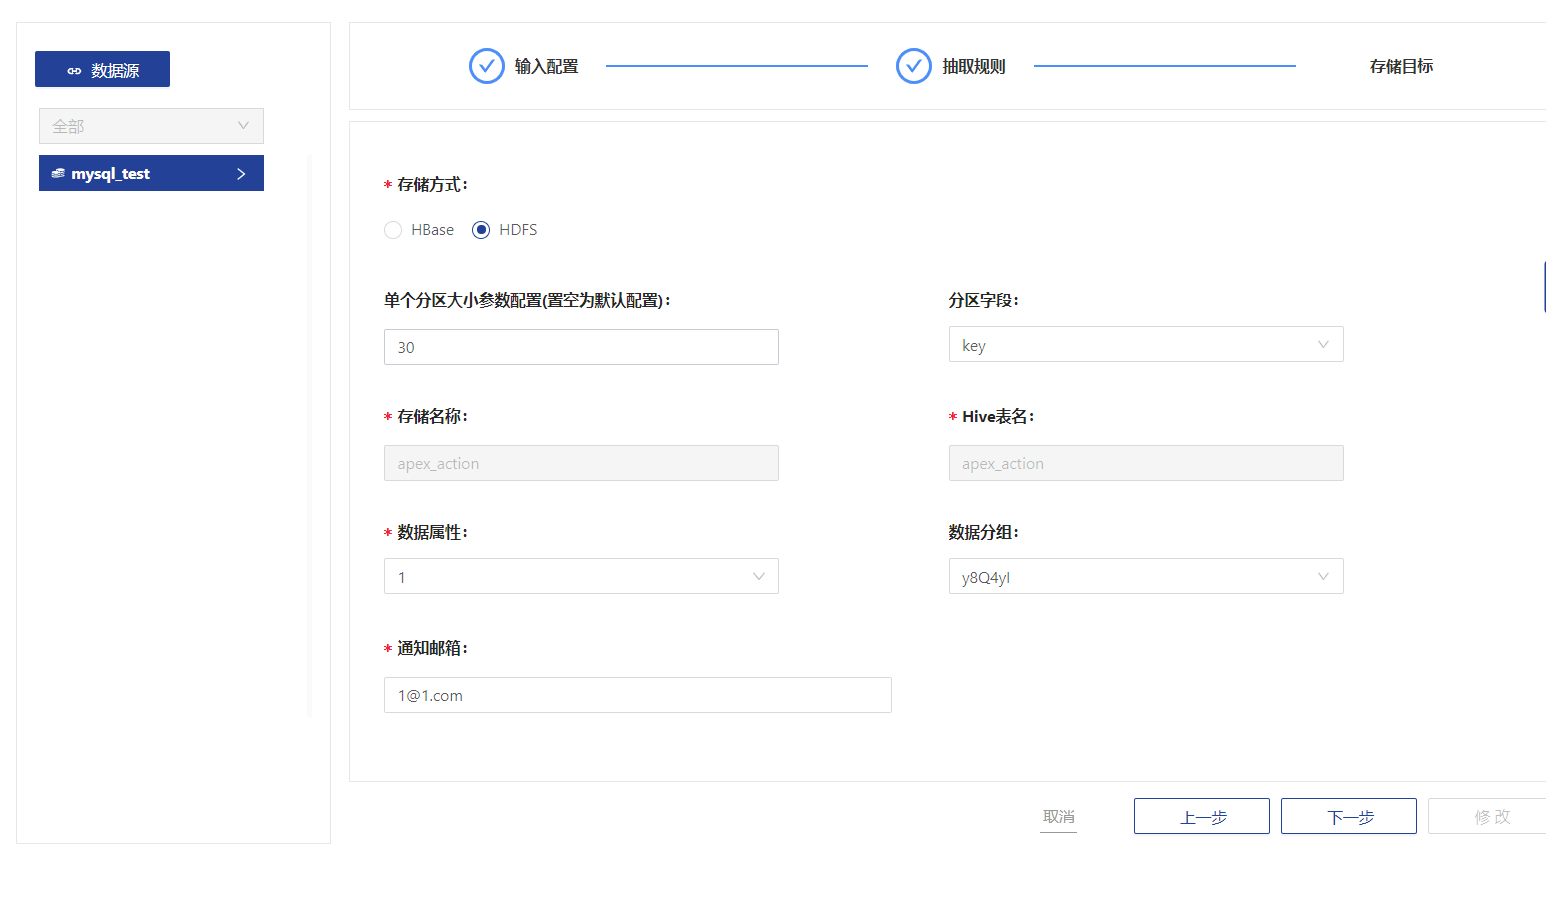 数据源
全部
mysql_test
输入配置
抽取规则
存储目标
* 存储方式：
HBase
HDFS
单个分区大小参数配置(置空为默认配置)：
30
分区字段：
key
* 存储名称：
apex_action
* Hive表名：
apex_action
* 数据属性：
1
数据分组：
y8Q4yI
* 通知邮箱：
1@1.com
取消
上一步
下一步
修 改